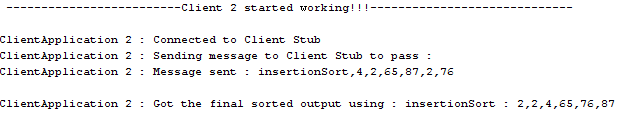 --------------------------Client 2 started working!!!-----------------------------
ClientApplication 2 : Connected to Client Stub
ClientApplication 2 : Sending message to Client Stub to pass :
ClientApplication 2 : Message sent : insertionSort,4,2,65,87,2,76
ClientApplication 2 : Got the final sorted output using : insertionSort : 2,2,4,65,76,87